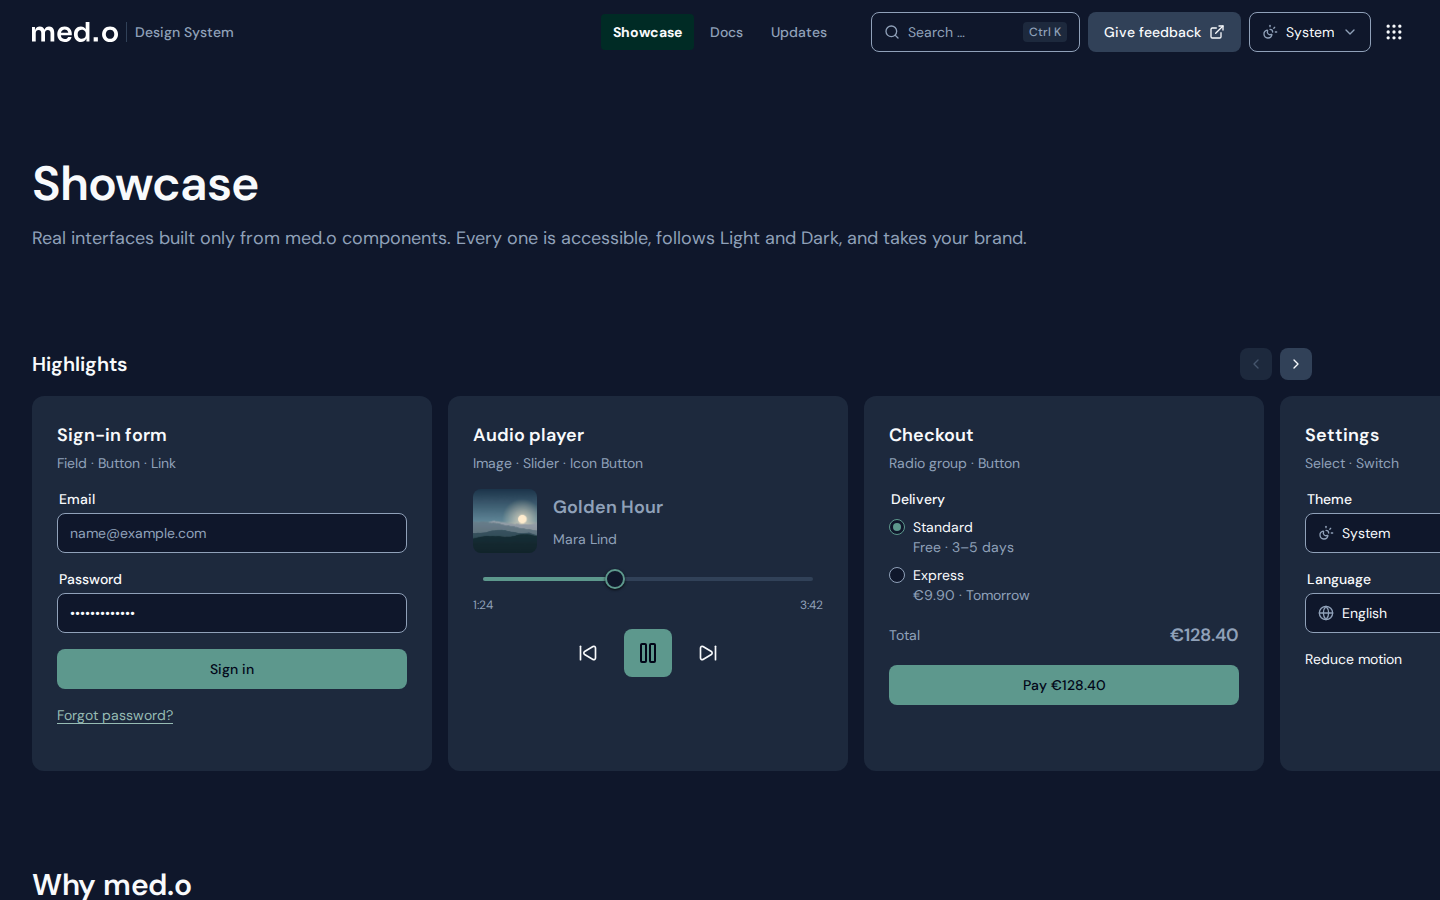 med.o Design System
Showcase Docs Updates Search ... Ctrl K Give feedback System
Showcase
Real interfaces built only from med.o components. Every one is accessible, follows Light and Dark, and takes your brand.
Highlights
Sign-in form
Field · Button · Link
Email
name@example.com
Password
•••••••••••••
Sign in
Forgot password?
Audio player
Image · Slider · Icon Button
Golden Hour
Mara Lind
1:24 3:42
Checkout
Radio group · Button
Delivery
Standard
Free · 3–5 days
Express
€9.90 · Tomorrow
Total €128.40
Pay €128.40
Settings
Select · Switch
Theme
System
Language
English
Reduce motion
Why med.o